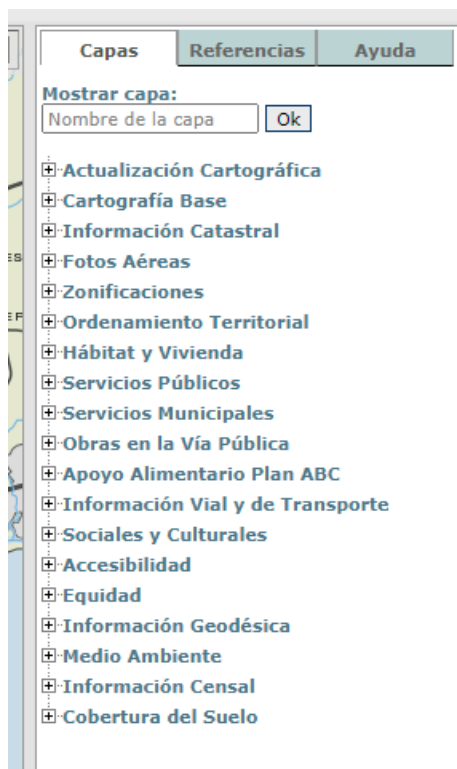 Capas Referencias Ayuda
Mostrar capa:
Nombre de la capa Ok
Actualización Cartográfica
Cartografía Base
Información Catastral
Fotos Aéreas
Zonificaciones
Ordenamiento Territorial
Hábitat y Vivienda
Servicios Públicos
Servicios Municipales
Obras en la Vía Pública
Apoyo Alimentario Plan ABC
Información Vial y de Transporte
Sociales y Culturales
Accesibilidad
Equidad
Información Geodésica
Medio Ambiente
Información Censal
Cobertura del Suelo